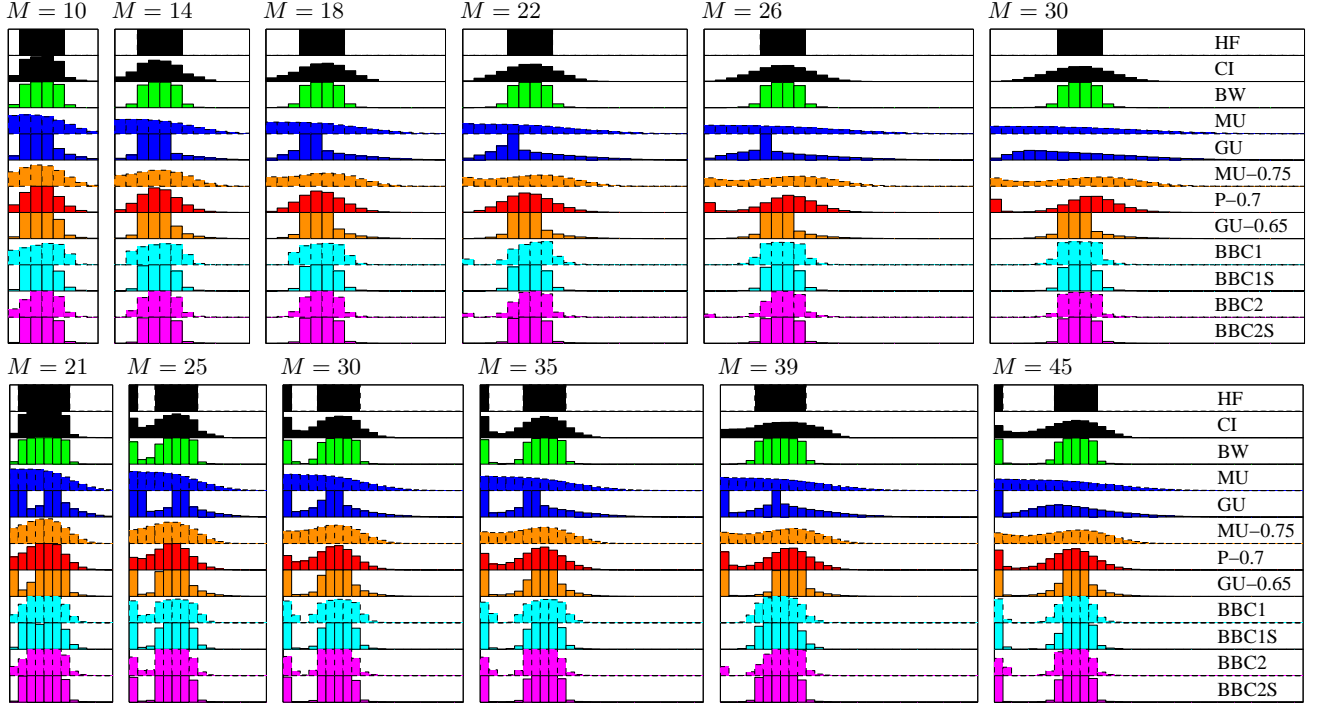 M = 10 M = 14 M = 18 M = 22 M = 26 M = 30
HF
CI
BW
MU
GU
MU−0.75
P−0.7
GU−0.65
BBC1
BBC1S
BBC2
BBC2S
M = 21 M = 25 M = 30 M = 35 M = 39 M = 45
HF
CI
BW
MU
GU
MU−0.75
P−0.7
GU−0.65
BBC1
BBC1S
BBC2
BBC2S